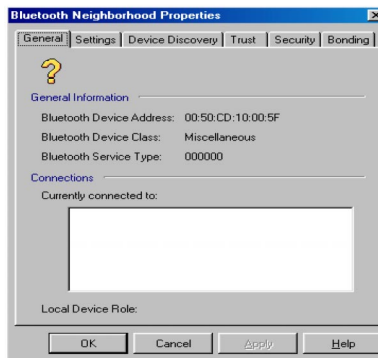 Bluetooth Neighborhood Properties
General Settings Device Discovery Trust Security Bonding
General Information
Bluetooth Device Address: 00:50:CD:10:00:5F
Bluetooth Device Class: Miscellaneous
Bluetooth Service Type: 000000
Connections
Currently connected to:
Local Device Role:
OK Cancel Apply Help